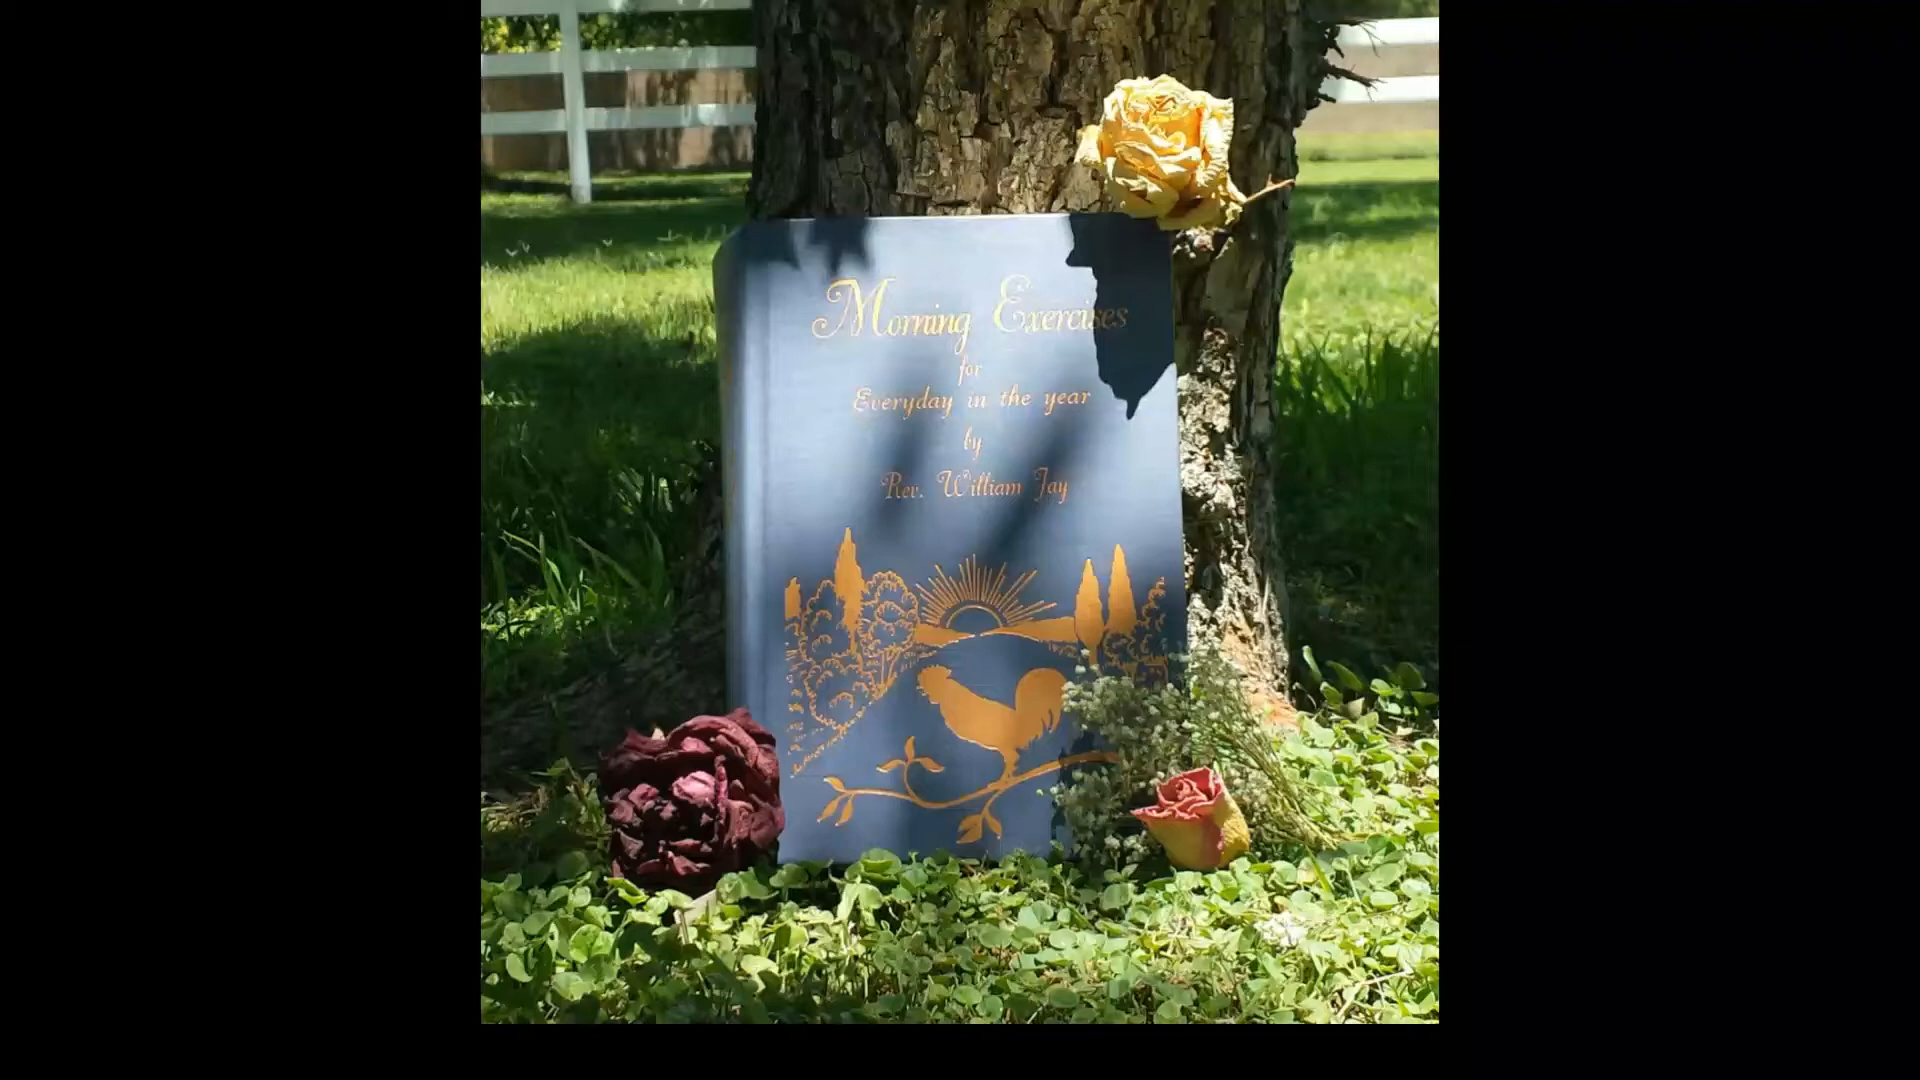 Morning Exercises
for
Everyday in the year
by
Rev. William Jay